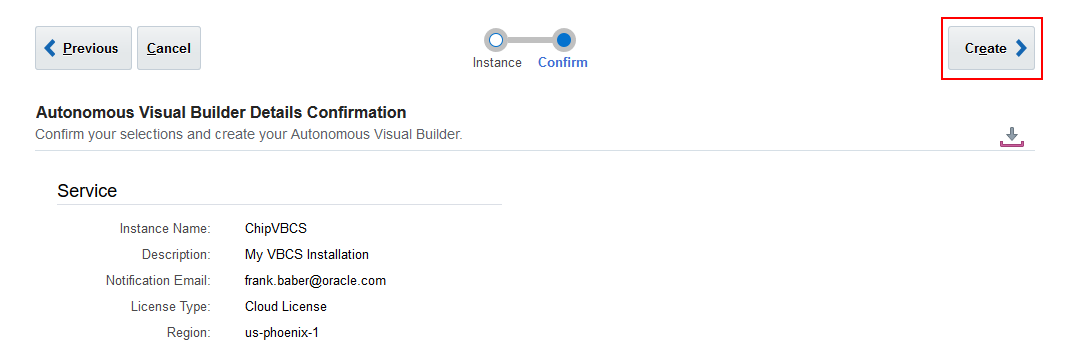 Previous Cancel Create
Instance Confirm
Autonomous Visual Builder Details Confirmation
Confirm your selections and create your Autonomous Visual Builder.
Service
Instance Name: ChipVBCS
Description: My VBCS Installation
Notification Email: frank.baber@oracle.com
License Type: Cloud License
Region: us-phoenix-1